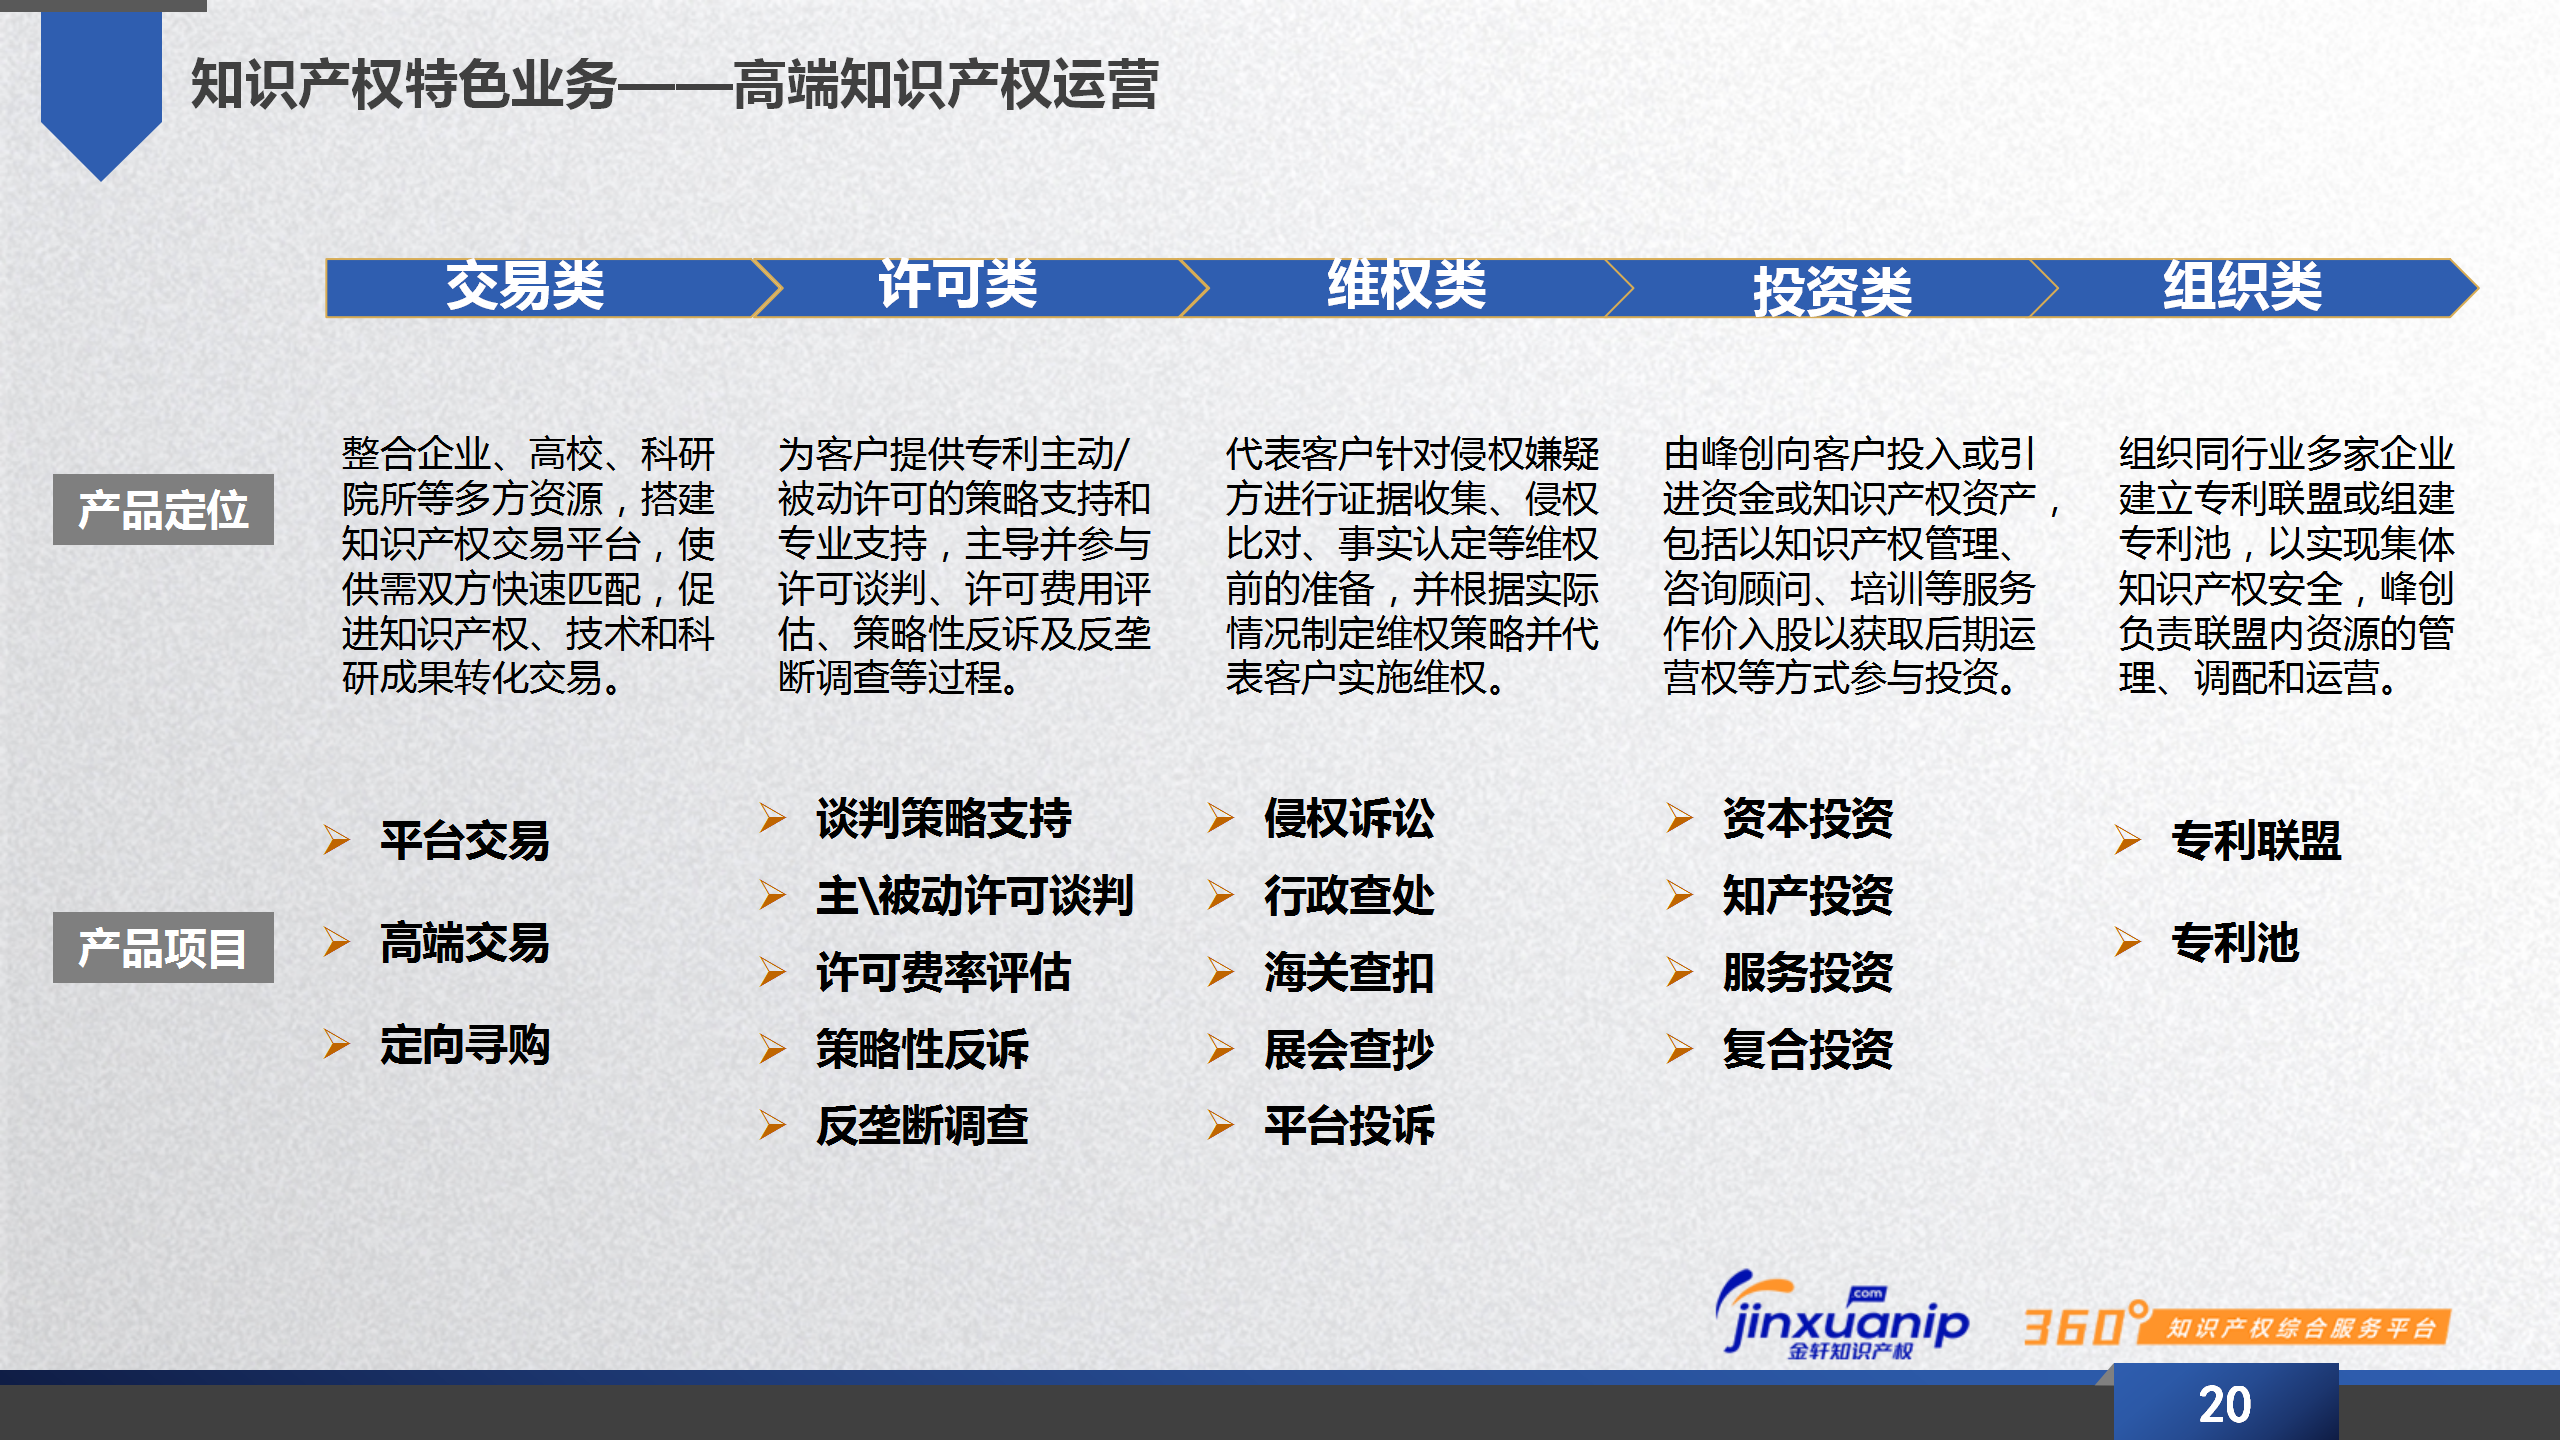 知识产权特色业务——高端知识产权运营
交易类
许可类
维权类
投资类
组织类
产品定位
整合企业、高校、科研
院所等多方资源，搭建
知识产权交易平台，使
供需双方快速匹配，促
进知识产权、技术和科
研成果转化交易。
为客户提供专利主动/
被动许可的策略支持和
专业支持，主导并参与
许可谈判、许可费用评
估、策略性反诉及反垄
断调查等过程。
代表客户针对侵权嫌疑
方进行证据收集、侵权
比对、事实认定等维权
前的准备，并根据实际
情况制定维权策略并代
表客户实施维权。
由峰创向客户投入或引
进资金或知识产权资产，
包括以知识产权管理、
咨询顾问、培训等服务
作价入股以获取后期运
营权等方式参与投资。
组织同行业多家企业
建立专利联盟或组建
专利池，以实现集体
知识产权安全，峰创
负责联盟内资源的管
理、调配和运营。
产品项目
平台交易
高端交易
定向寻购
谈判策略支持
主\被动许可谈判
许可费率评估
策略性反诉
反垄断调查
侵权诉讼
行政查处
海关查扣
展会查抄
平台投诉
资本投资
知产投资
服务投资
复合投资
专利联盟
专利池
com
jinxuanip
金轩知识产权
360°
知识产权综合服务平台
20